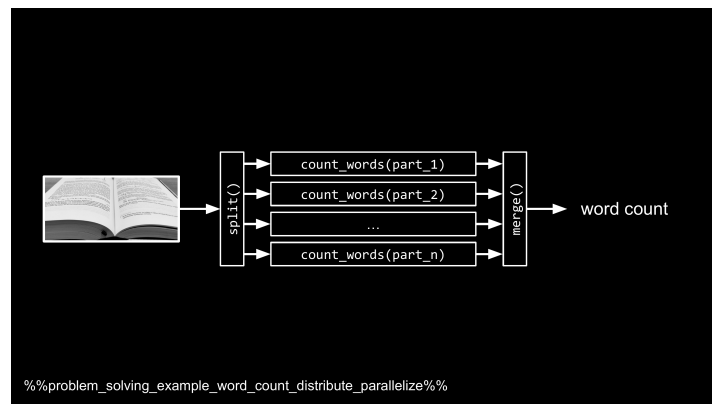 split()
count_words(part_1)
count_words(part_2)
...
count_words(part_n)
merge()
word count
%%problem_solving_example_word_count_distribute_parallelize%%